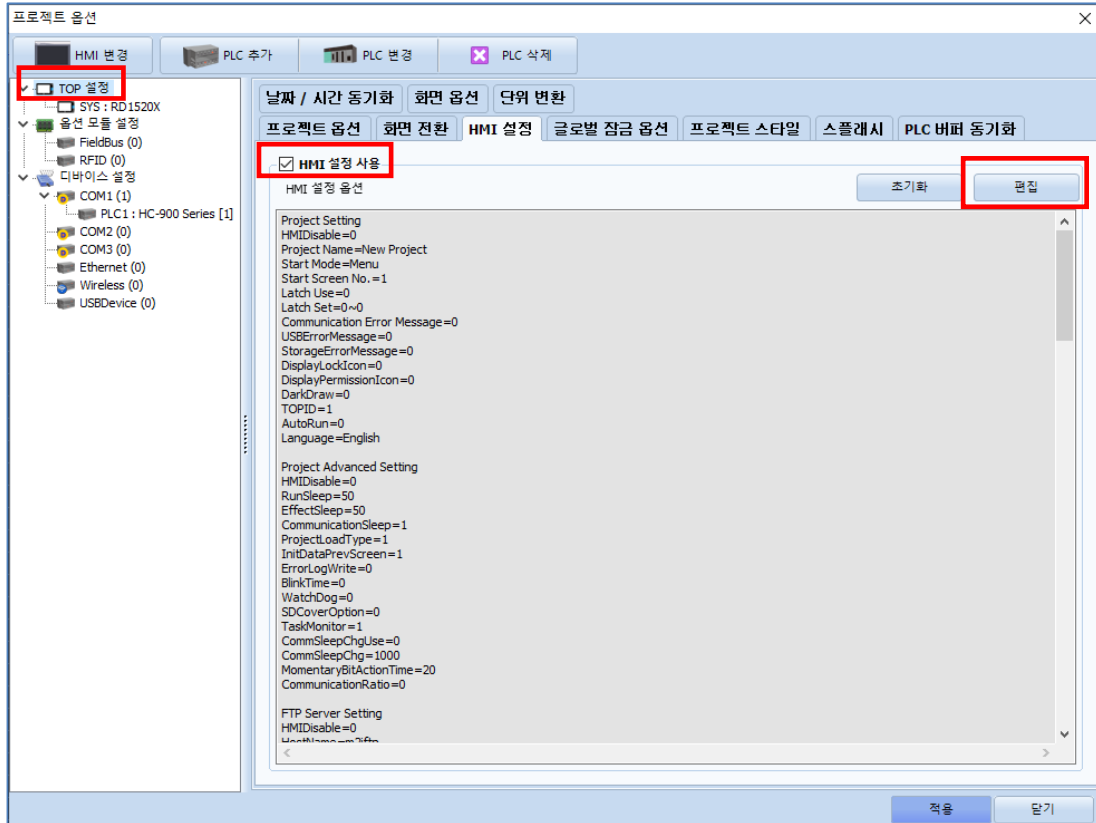 프로젝트 옵션
HMI 변경
PLC 추가
PLC 변경
PLC 삭제
TOP 설정
SYS : RD1520X
옵션 모듈 설정
FieldBus (0)
RFID (0)
디바이스 설정
COM1 (1)
PLC1 : HC-900 Series [1]
COM2 (0)
COM3 (0)
Ethernet (0)
Wireless (0)
USBDevice (0)
날짜 / 시간 동기화 화면 옵션 단위 변환
프로젝트 옵션 화면 전환 HMI 설정 글로벌 잠금 옵션 프로젝트 스타일 스플래시 PLC 버퍼 동기화
HMI 설정 사용
HMI 설정 옵션
초기화
편집
Project Setting
HMIDisable=0
Project Name=New Project
Start Mode=Menu
Start Screen No.=1
Latch Use=0
Latch Set=0~0
Communication Error Message=0
USBErrorMessage=0
StorageErrorMessage=0
DisplayLockIcon=0
DisplayPermissionIcon=0
DarkDraw=0
TOPID=1
AutoRun=0
Language=English
Project Advanced Setting
HMIDisable=0
RunSleep=50
EffectSleep=50
CommunicationSleep=1
ProjectLoadType=1
InitDataPrevScreen=1
ErrorLogWrite=0
BlinkTime=0
WatchDog=0
SDCoverOption=0
TaskMonitor=1
CommSleepChgUse=0
CommSleepChg=1000
MomentaryBitActionTime=20
CommunicationRatio=0
FTP Server Setting
HMIDisable=0
HostName=m2iftp
적용
닫기